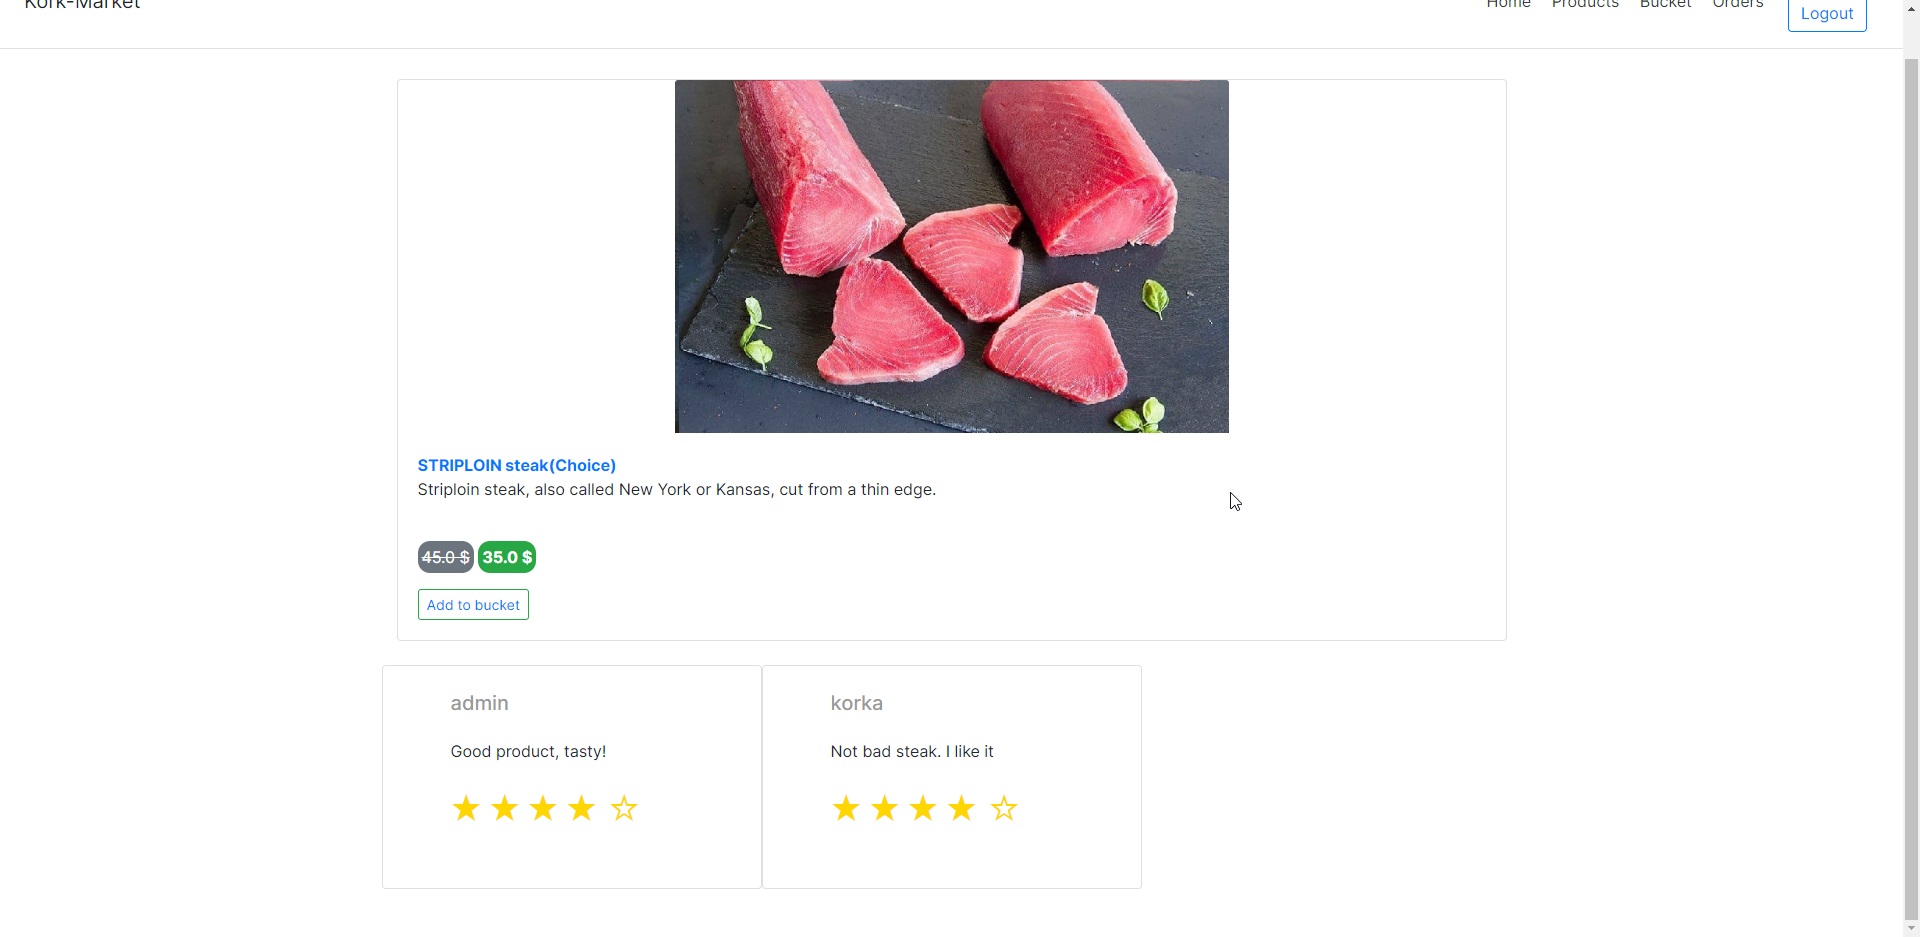 Kork-Market
Home Products Bucket Orders Logout
STRIPLOIN steak(Choice)
Striploin steak, also called New York or Kansas, cut from a thin edge.
45.0 $ 35.0 $
Add to bucket
admin
Good product, tasty!
korka
Not bad steak. I like it